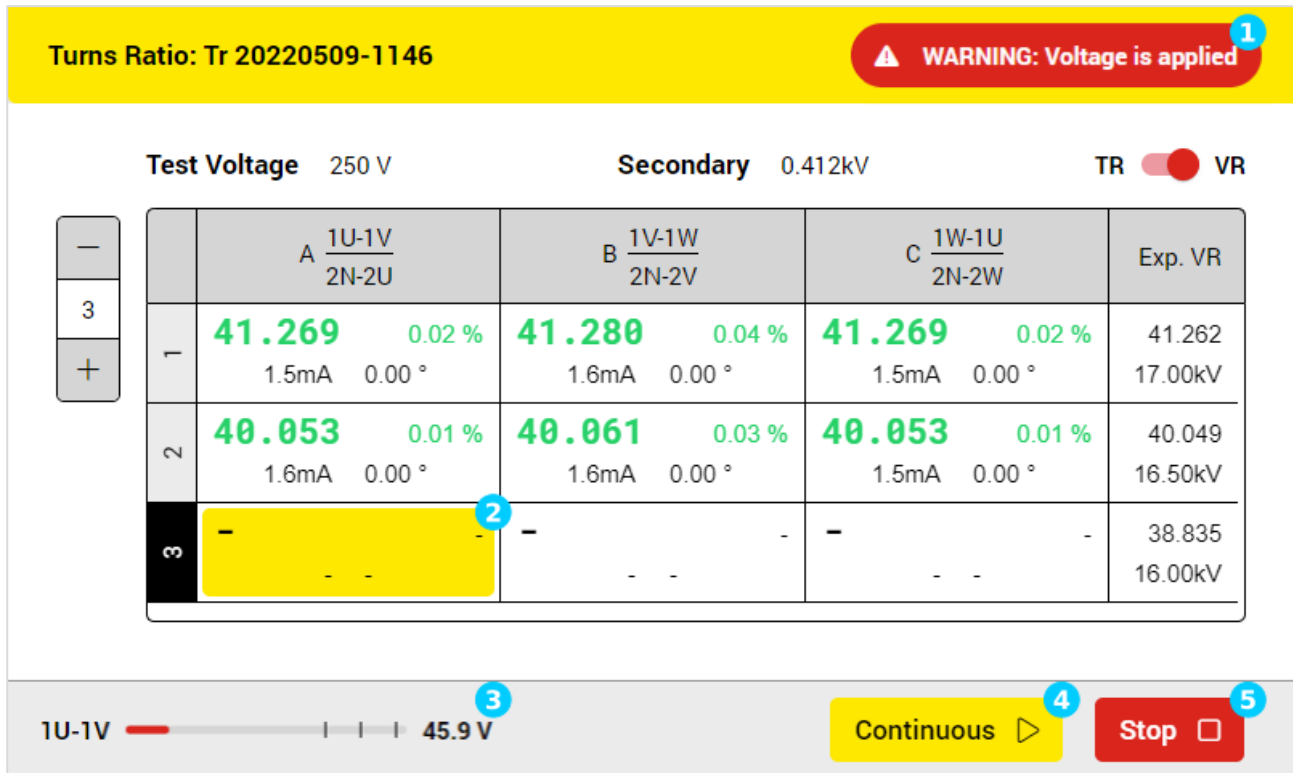 Turns Ratio: Tr 20220509-1146
WARNING: Voltage is applied
1
Test Voltage 250 V
Secondary 0.412kV
TR VR
−
3
+
A 1U-1V
2N-2U
B 1V-1W
2N-2V
C 1W-1U
2N-2W
Exp. VR
1
41.269 0.02 %
1.5mA 0.00 °
41.280 0.04 %
1.6mA 0.00 °
41.269 0.02 %
1.5mA 0.00 °
41.262
17.00kV
2
40.053 0.01 %
1.6mA 0.00 °
40.061 0.03 %
1.6mA 0.00 °
40.053 0.01 %
1.5mA 0.00 °
40.049
16.50kV
3
2
- -
- -
- -
- -
- -
- -
38.835
16.00kV
1U-1V 45.9 V
3
Continuous
4
Stop
5